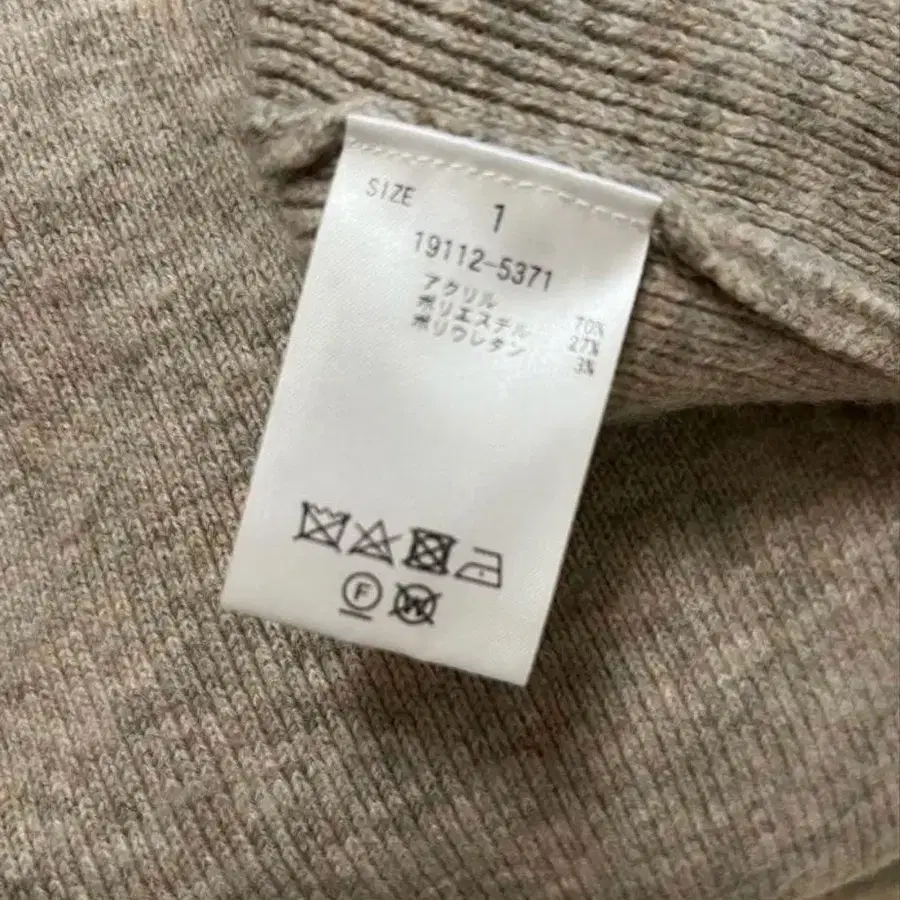 SIZE 1
19112-5371
アクリル 70%
ポリエステル 27%
ポリウレタン 3%
F W